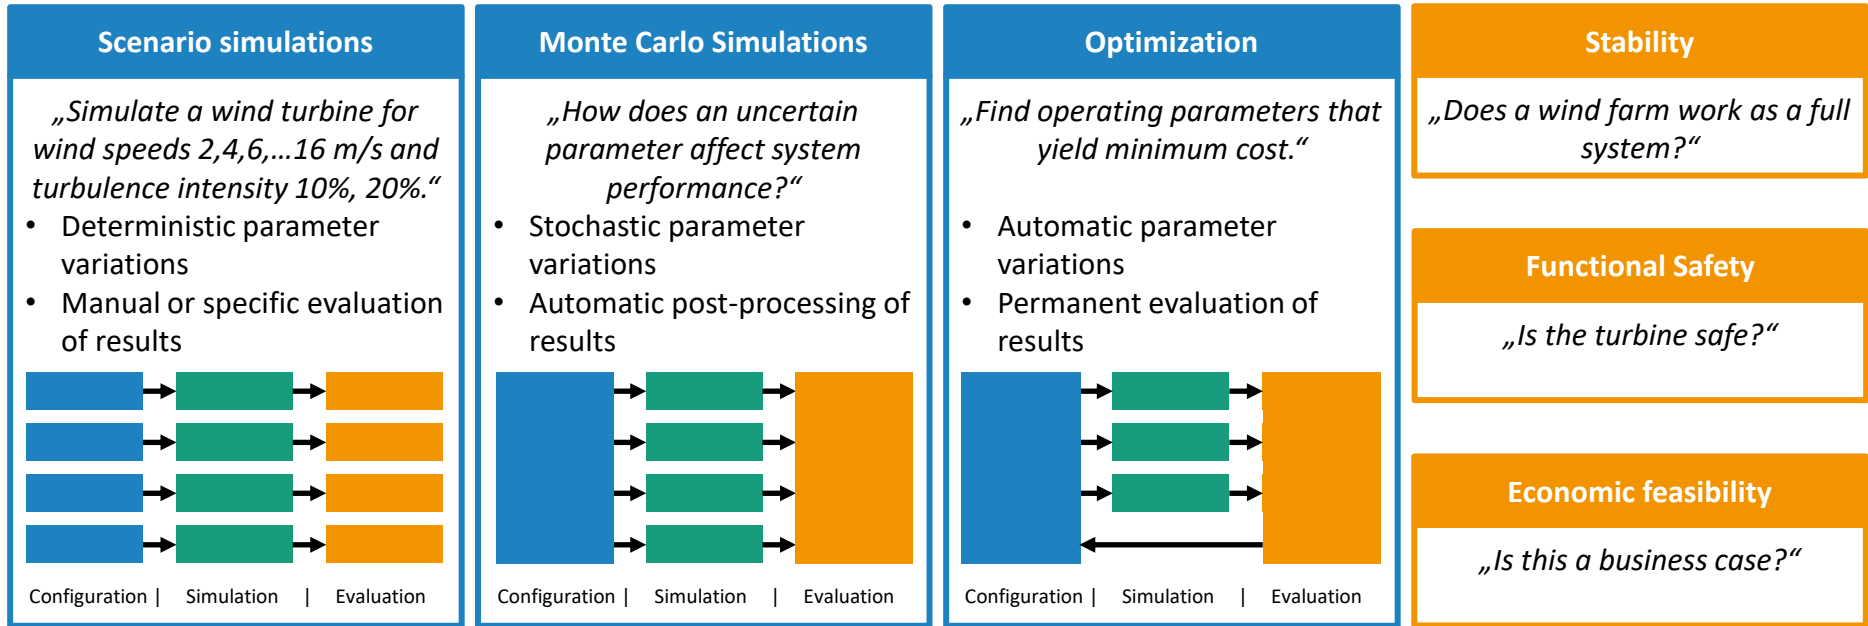 Scenario simulations
„Simulate a wind turbine for
wind speeds 2,4,6,…16 m/s and
turbulence intensity 10%, 20%.“
• Deterministic parameter
variations
• Manual or specific evaluation
of results
Configuration | Simulation | Evaluation
Monte Carlo Simulations
„How does an uncertain
parameter affect system
performance?“
• Stochastic parameter
variations
• Automatic post-processing of
results
Configuration | Simulation | Evaluation
Optimization
„Find operating parameters that
yield minimum cost.“
• Automatic parameter
variations
• Permanent evaluation of
results
Configuration | Simulation | Evaluation
Stability
„Does a wind farm work as a full
system?“
Functional Safety
„Is the turbine safe?“
Economic feasibility
„Is this a business case?“